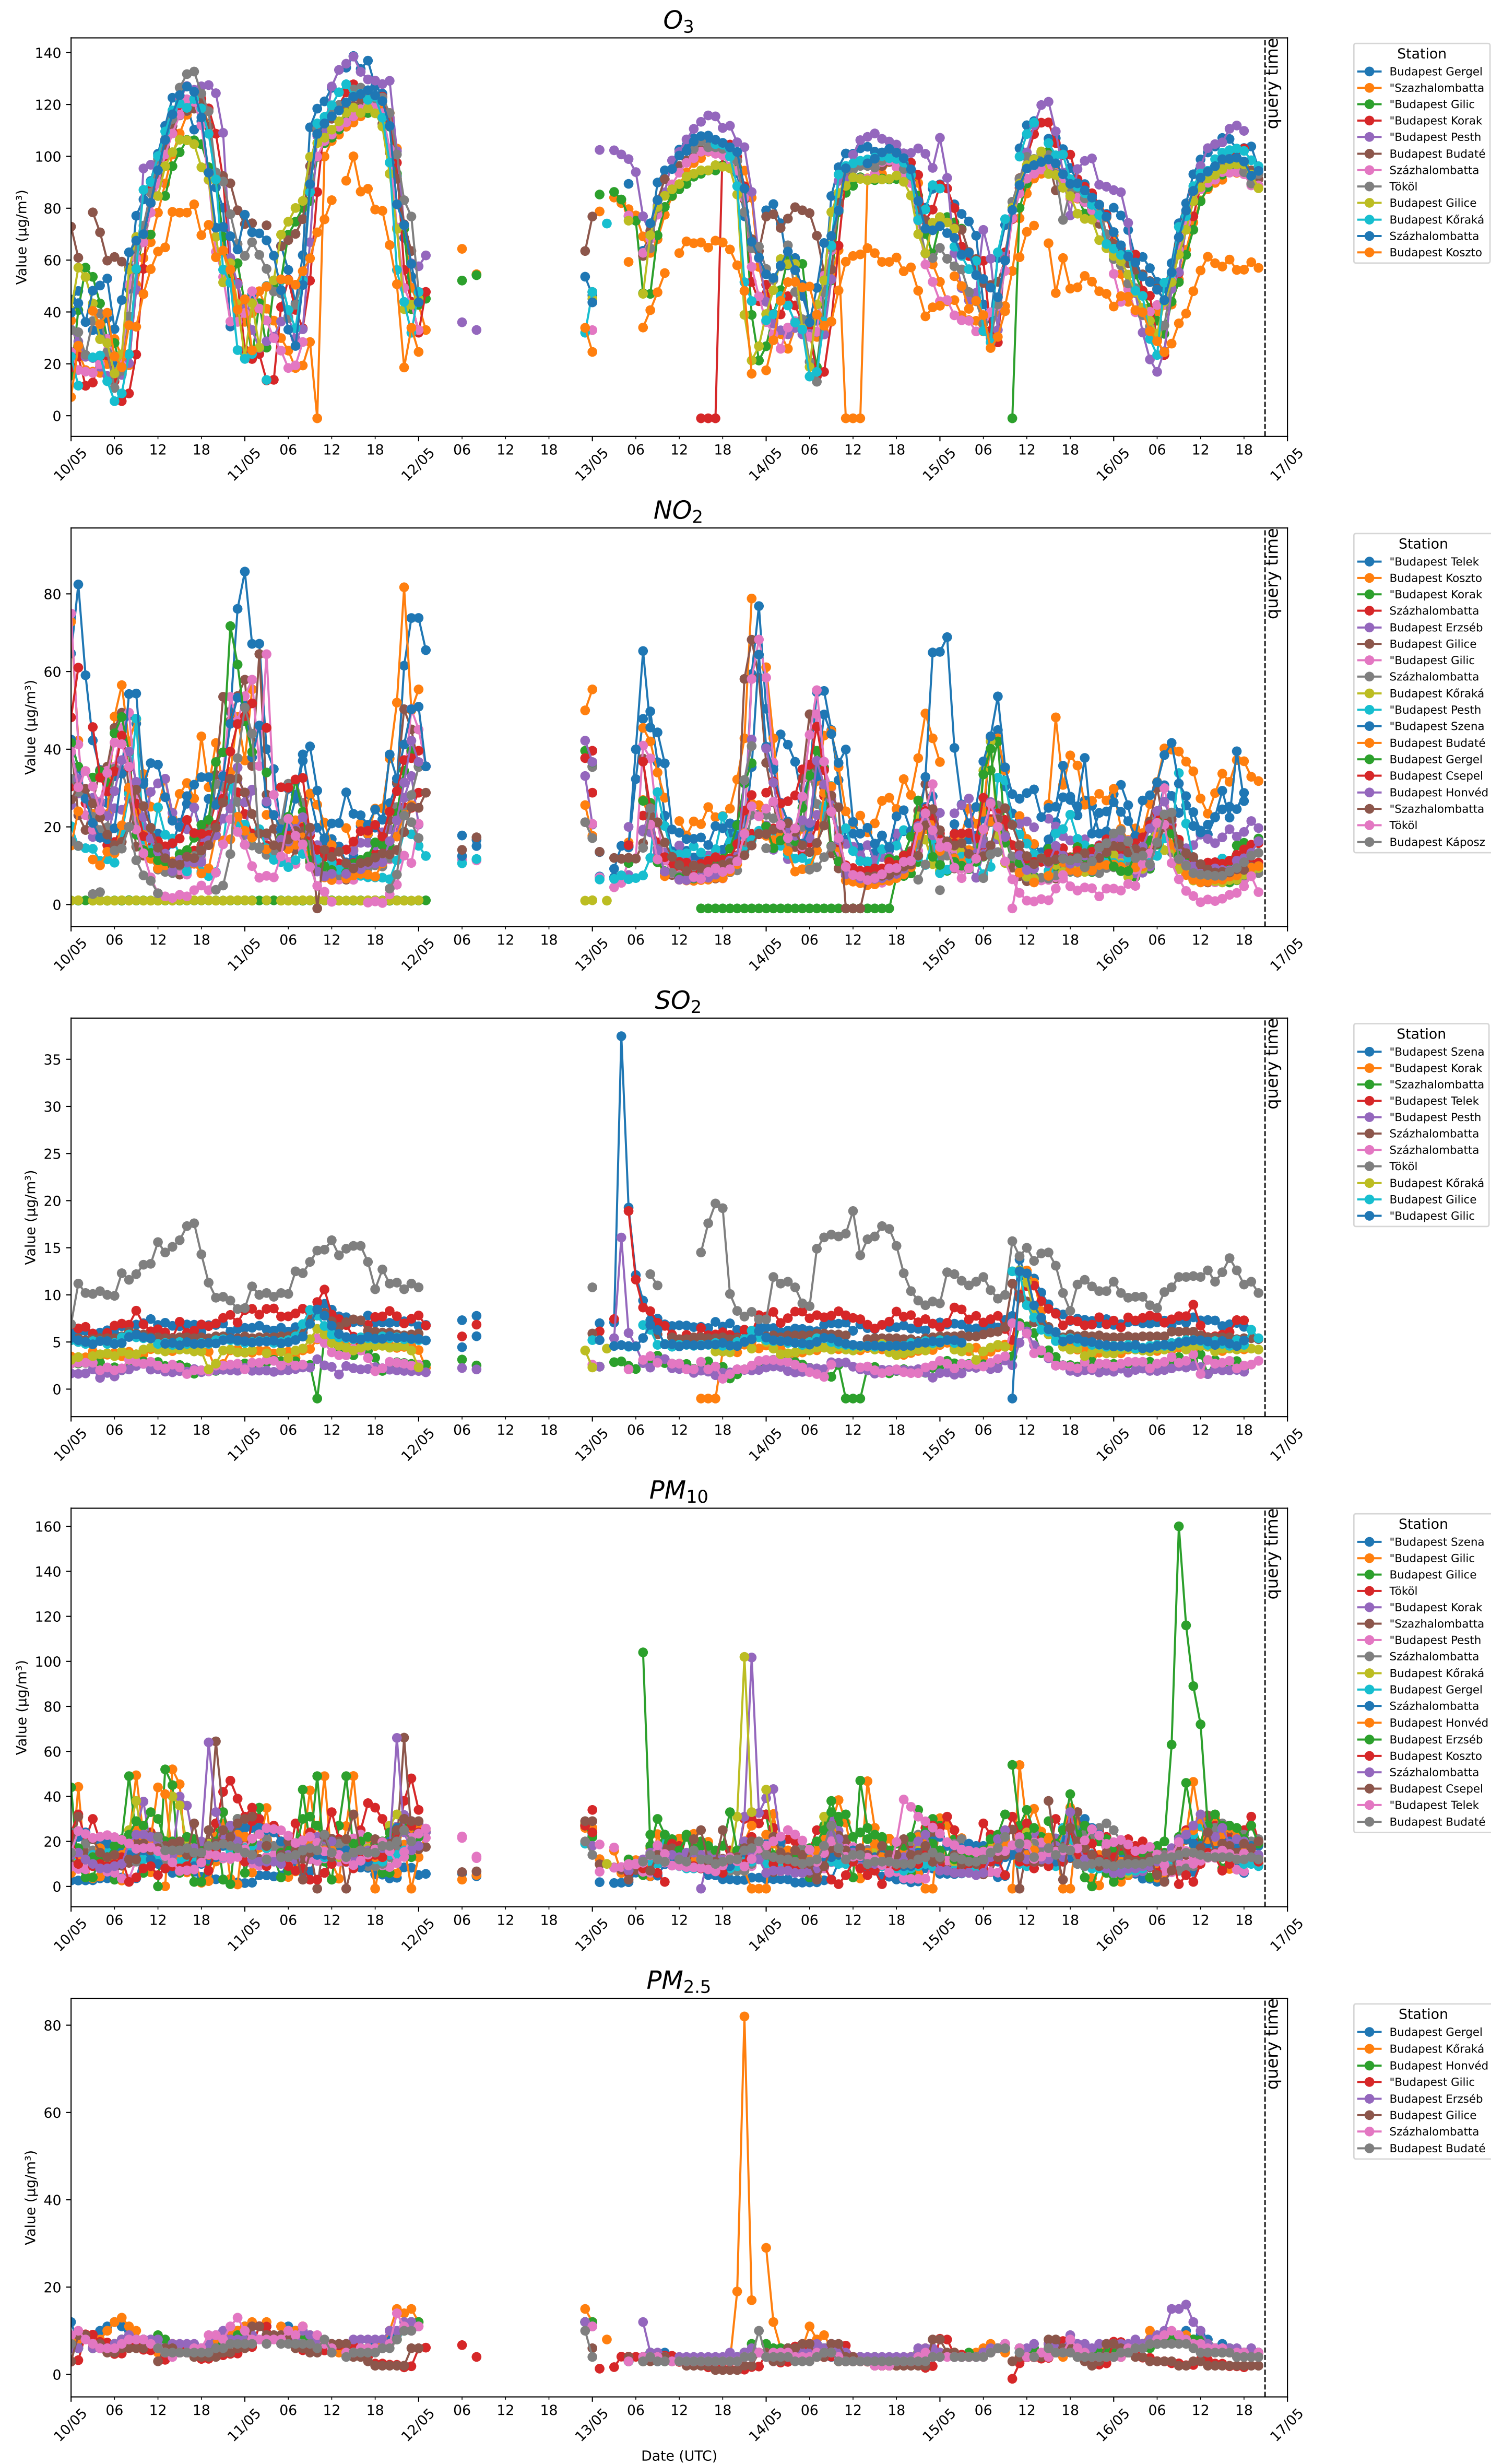 O3
140
120
100
80
60
40
20
0
Value (µg/m³)
query time
10/05 06 12 18 11/05 06 12 18 12/05 06 12 18 13/05 06 12 18 14/05 06 12 18 15/05 06 12 18 16/05 06 12 18 17/05
Station
Budapest Gergel
"Szazhalombatta
"Budapest Gilic
"Budapest Korak
"Budapest Pesth
Budapest Budaté
Százhalombatta
Tököl
Budapest Gilice
Budapest Kőraká
Százhalombatta
Budapest Koszto
NO2
80
60
40
20
0
Value (µg/m³)
query time
10/05 06 12 18 11/05 06 12 18 12/05 06 12 18 13/05 06 12 18 14/05 06 12 18 15/05 06 12 18 16/05 06 12 18 17/05
Station
"Budapest Telek
Budapest Koszto
"Budapest Korak
Százhalombatta
Budapest Erzséb
Budapest Gilice
"Budapest Gilic
Százhalombatta
Budapest Kőraká
"Budapest Pesth
"Budapest Szena
Budapest Budaté
Budapest Gergel
Budapest Csepel
Budapest Honvéd
"Szazhalombatta
Tököl
Budapest Káposz
SO2
35
30
25
20
15
10
5
0
Value (µg/m³)
query time
10/05 06 12 18 11/05 06 12 18 12/05 06 12 18 13/05 06 12 18 14/05 06 12 18 15/05 06 12 18 16/05 06 12 18 17/05
Station
"Budapest Szena
"Budapest Korak
"Szazhalombatta
"Budapest Telek
"Budapest Pesth
Százhalombatta
Százhalombatta
Tököl
Budapest Kőraká
Budapest Gilice
"Budapest Gilic
PM10
160
140
120
100
80
60
40
20
0
Value (µg/m³)
query time
10/05 06 12 18 11/05 06 12 18 12/05 06 12 18 13/05 06 12 18 14/05 06 12 18 15/05 06 12 18 16/05 06 12 18 17/05
Station
"Budapest Szena
"Budapest Gilic
Budapest Gilice
Tököl
"Budapest Korak
"Szazhalombatta
"Budapest Pesth
Százhalombatta
Budapest Kőraká
Budapest Gergel
Százhalombatta
Budapest Honvéd
Budapest Erzséb
Budapest Koszto
Százhalombatta
Budapest Csepel
"Budapest Telek
Budapest Budaté
PM2.5
80
60
40
20
0
Value (µg/m³)
query time
10/05 06 12 18 11/05 06 12 18 12/05 06 12 18 13/05 06 12 18 14/05 06 12 18 15/05 06 12 18 16/05 06 12 18 17/05
Date (UTC)
Station
Budapest Gergel
Budapest Kőraká
Budapest Honvéd
"Budapest Gilic
Budapest Erzséb
Budapest Gilice
Százhalombatta
Budapest Budaté